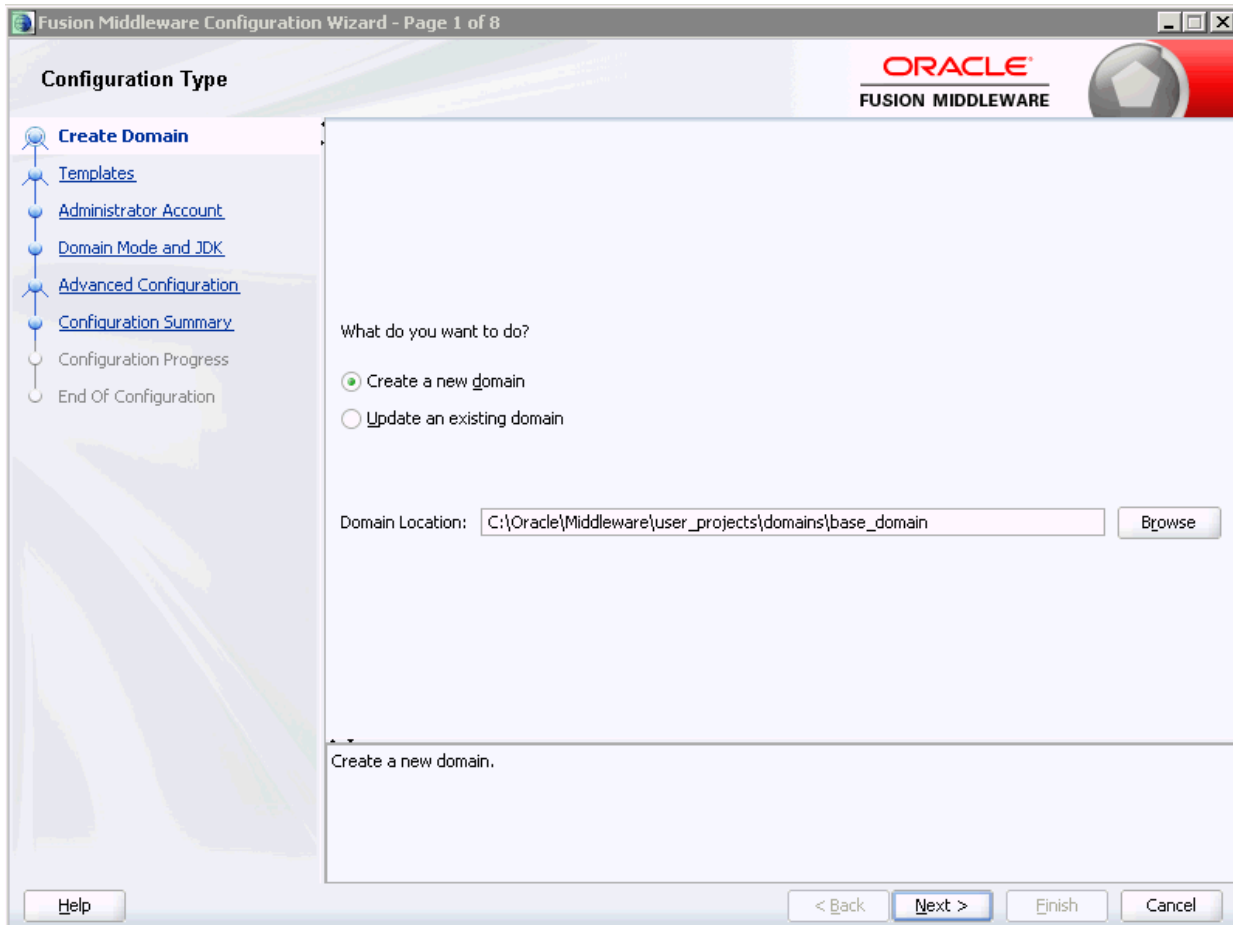 Fusion Middleware Configuration Wizard - Page 1 of 8
Configuration Type
ORACLE
FUSION MIDDLEWARE
Create Domain
Templates
Administrator Account
Domain Mode and JDK
Advanced Configuration
Configuration Summary
Configuration Progress
End Of Configuration
What do you want to do?
Create a new domain
Update an existing domain
Domain Location: C:\Oracle\Middleware\user_projects\domains\base_domain Browse
Create a new domain.
Help < Back Next > Finish Cancel